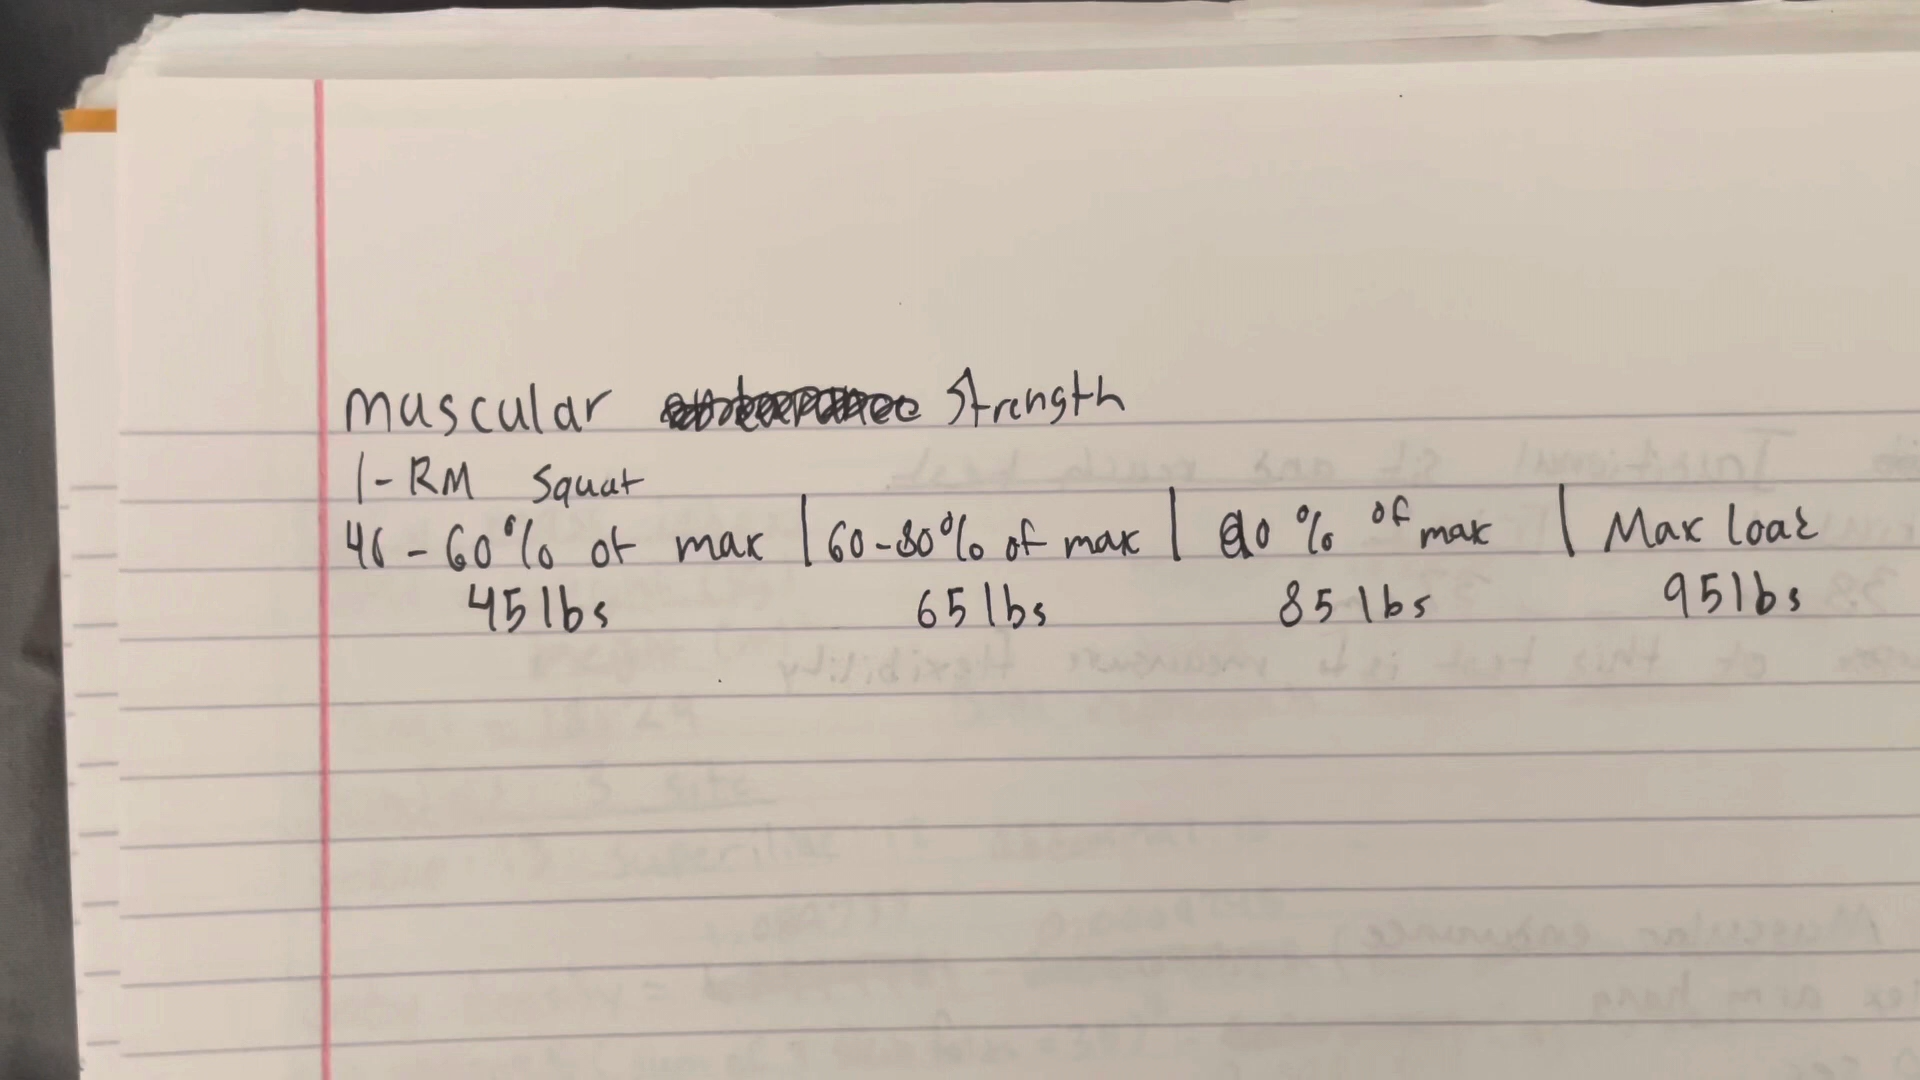 muscular Strength
1-RM Squat
40-60% of max | 60-80% of max | 90% of max | Max load
45lbs 65lbs 85lbs 95lbs